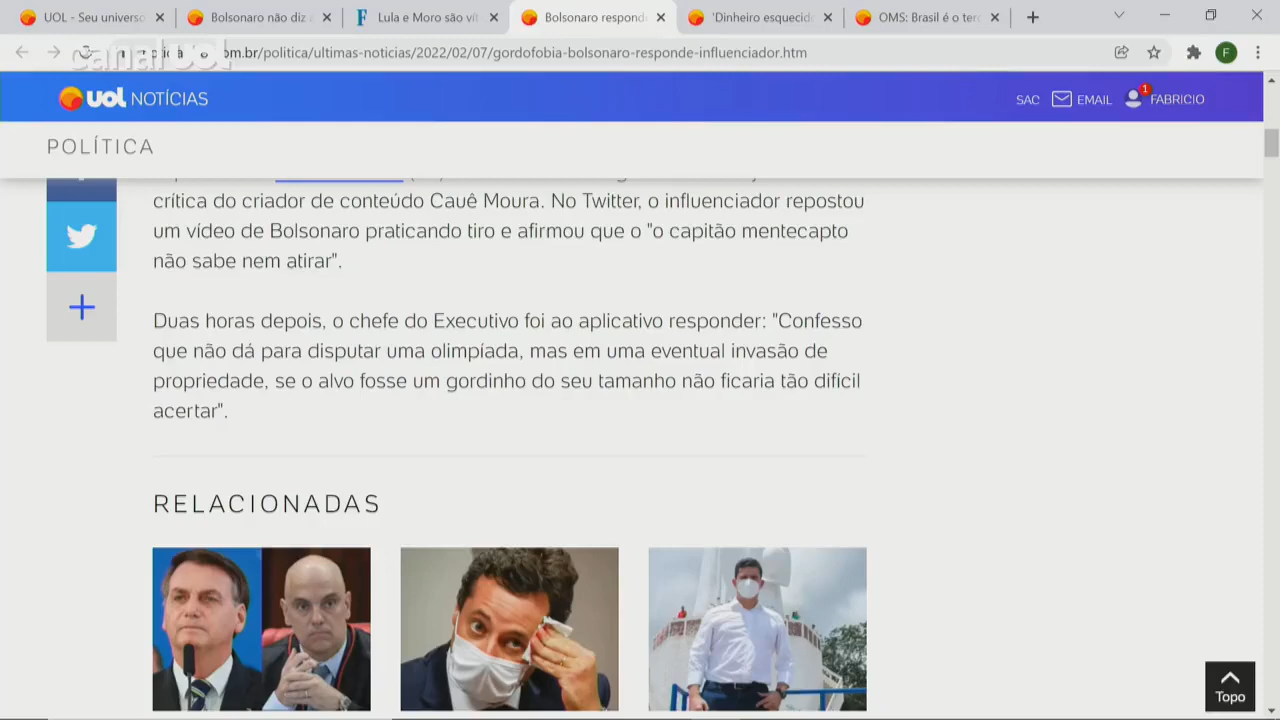 UOL - Seu universo
Bolsonaro não diz a
Lula e Moro são vít
Bolsonaro respond
'Dinheiro esquecid
OMS: Brasil é o ter
canal uol
.com.br/politica/ultimas-noticias/2022/02/07/gordofobia-bolsonaro-responde-influenciador.htm
F
uol NOTÍCIAS
SAC
EMAIL
1
FABRICIO
POLÍTICA
crítica do criador de conteúdo Cauê Moura. No Twitter, o influenciador repostou
um vídeo de Bolsonaro praticando tiro e afirmou que o "o capitão mentecapto
não sabe nem atirar".
Duas horas depois, o chefe do Executivo foi ao aplicativo responder: "Confesso
que não dá para disputar uma olimpíada, mas em uma eventual invasão de
propriedade, se o alvo fosse um gordinho do seu tamanho não ficaria tão difícil
acertar".
RELACIONADAS
Topo